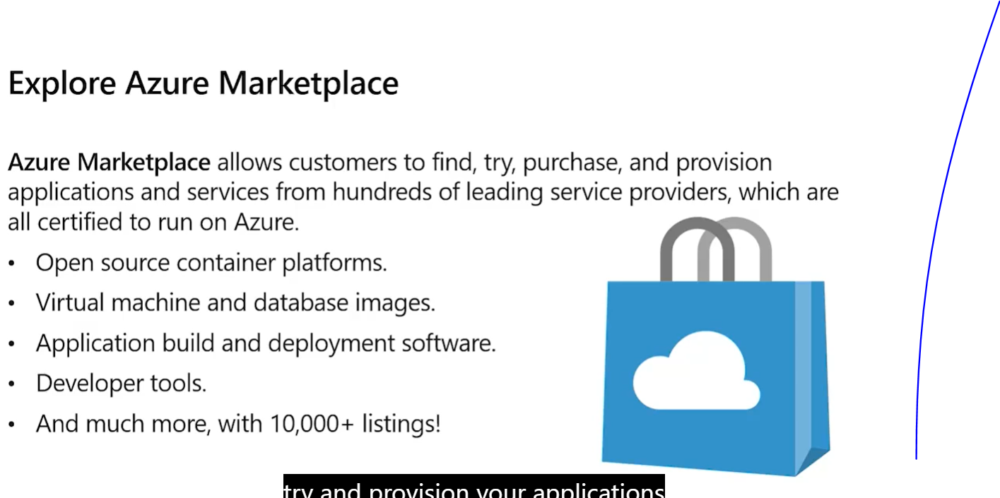 Explore Azure Marketplace
Azure Marketplace allows customers to find, try, purchase, and provision
applications and services from hundreds of leading service providers, which are
all certified to run on Azure.
• Open source container platforms.
• Virtual machine and database images.
• Application build and deployment software.
• Developer tools.
• And much more, with 10,000+ listings!
try and provision your applications